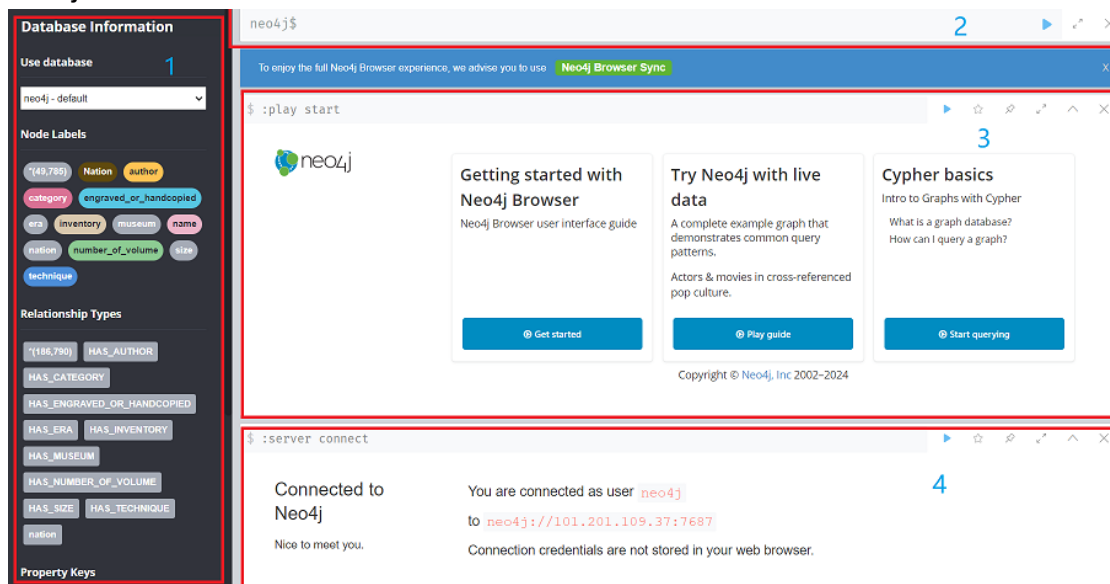 Database Information
Use database
1
neo4j - default
Node Labels
*(49,785) Nation author
category engraved_or_handcopied
era inventory museum name
nation number_of_volume size
technique
Relationship Types
*(186,790) HAS_AUTHOR
HAS_CATEGORY
HAS_ENGRAVED_OR_HANDCOPIED
HAS_ERA HAS_INVENTORY
HAS_MUSEUM
HAS_NUMBER_OF_VOLUME
HAS_SIZE HAS_TECHNIQUE
nation
Property Keys
neo4j$
2
To enjoy the full Neo4j Browser experience, we advise you to use Neo4j Browser Sync X
$ :play start
3
neo4j
Getting started with
Neo4j Browser
Neo4j Browser user interface guide
Get started
Try Neo4j with live
data
A complete example graph that
demonstrates common query
patterns.
Actors & movies in cross-referenced
pop culture.
Play guide
Cypher basics
Intro to Graphs with Cypher
What is a graph database?
How can I query a graph?
Start querying
Copyright © Neo4j, Inc 2002–2024
$ :server connect
4
Connected to
Neo4j
Nice to meet you.
You are connected as user neo4j
to neo4j://101.201.109.37:7687
Connection credentials are not stored in your web browser.